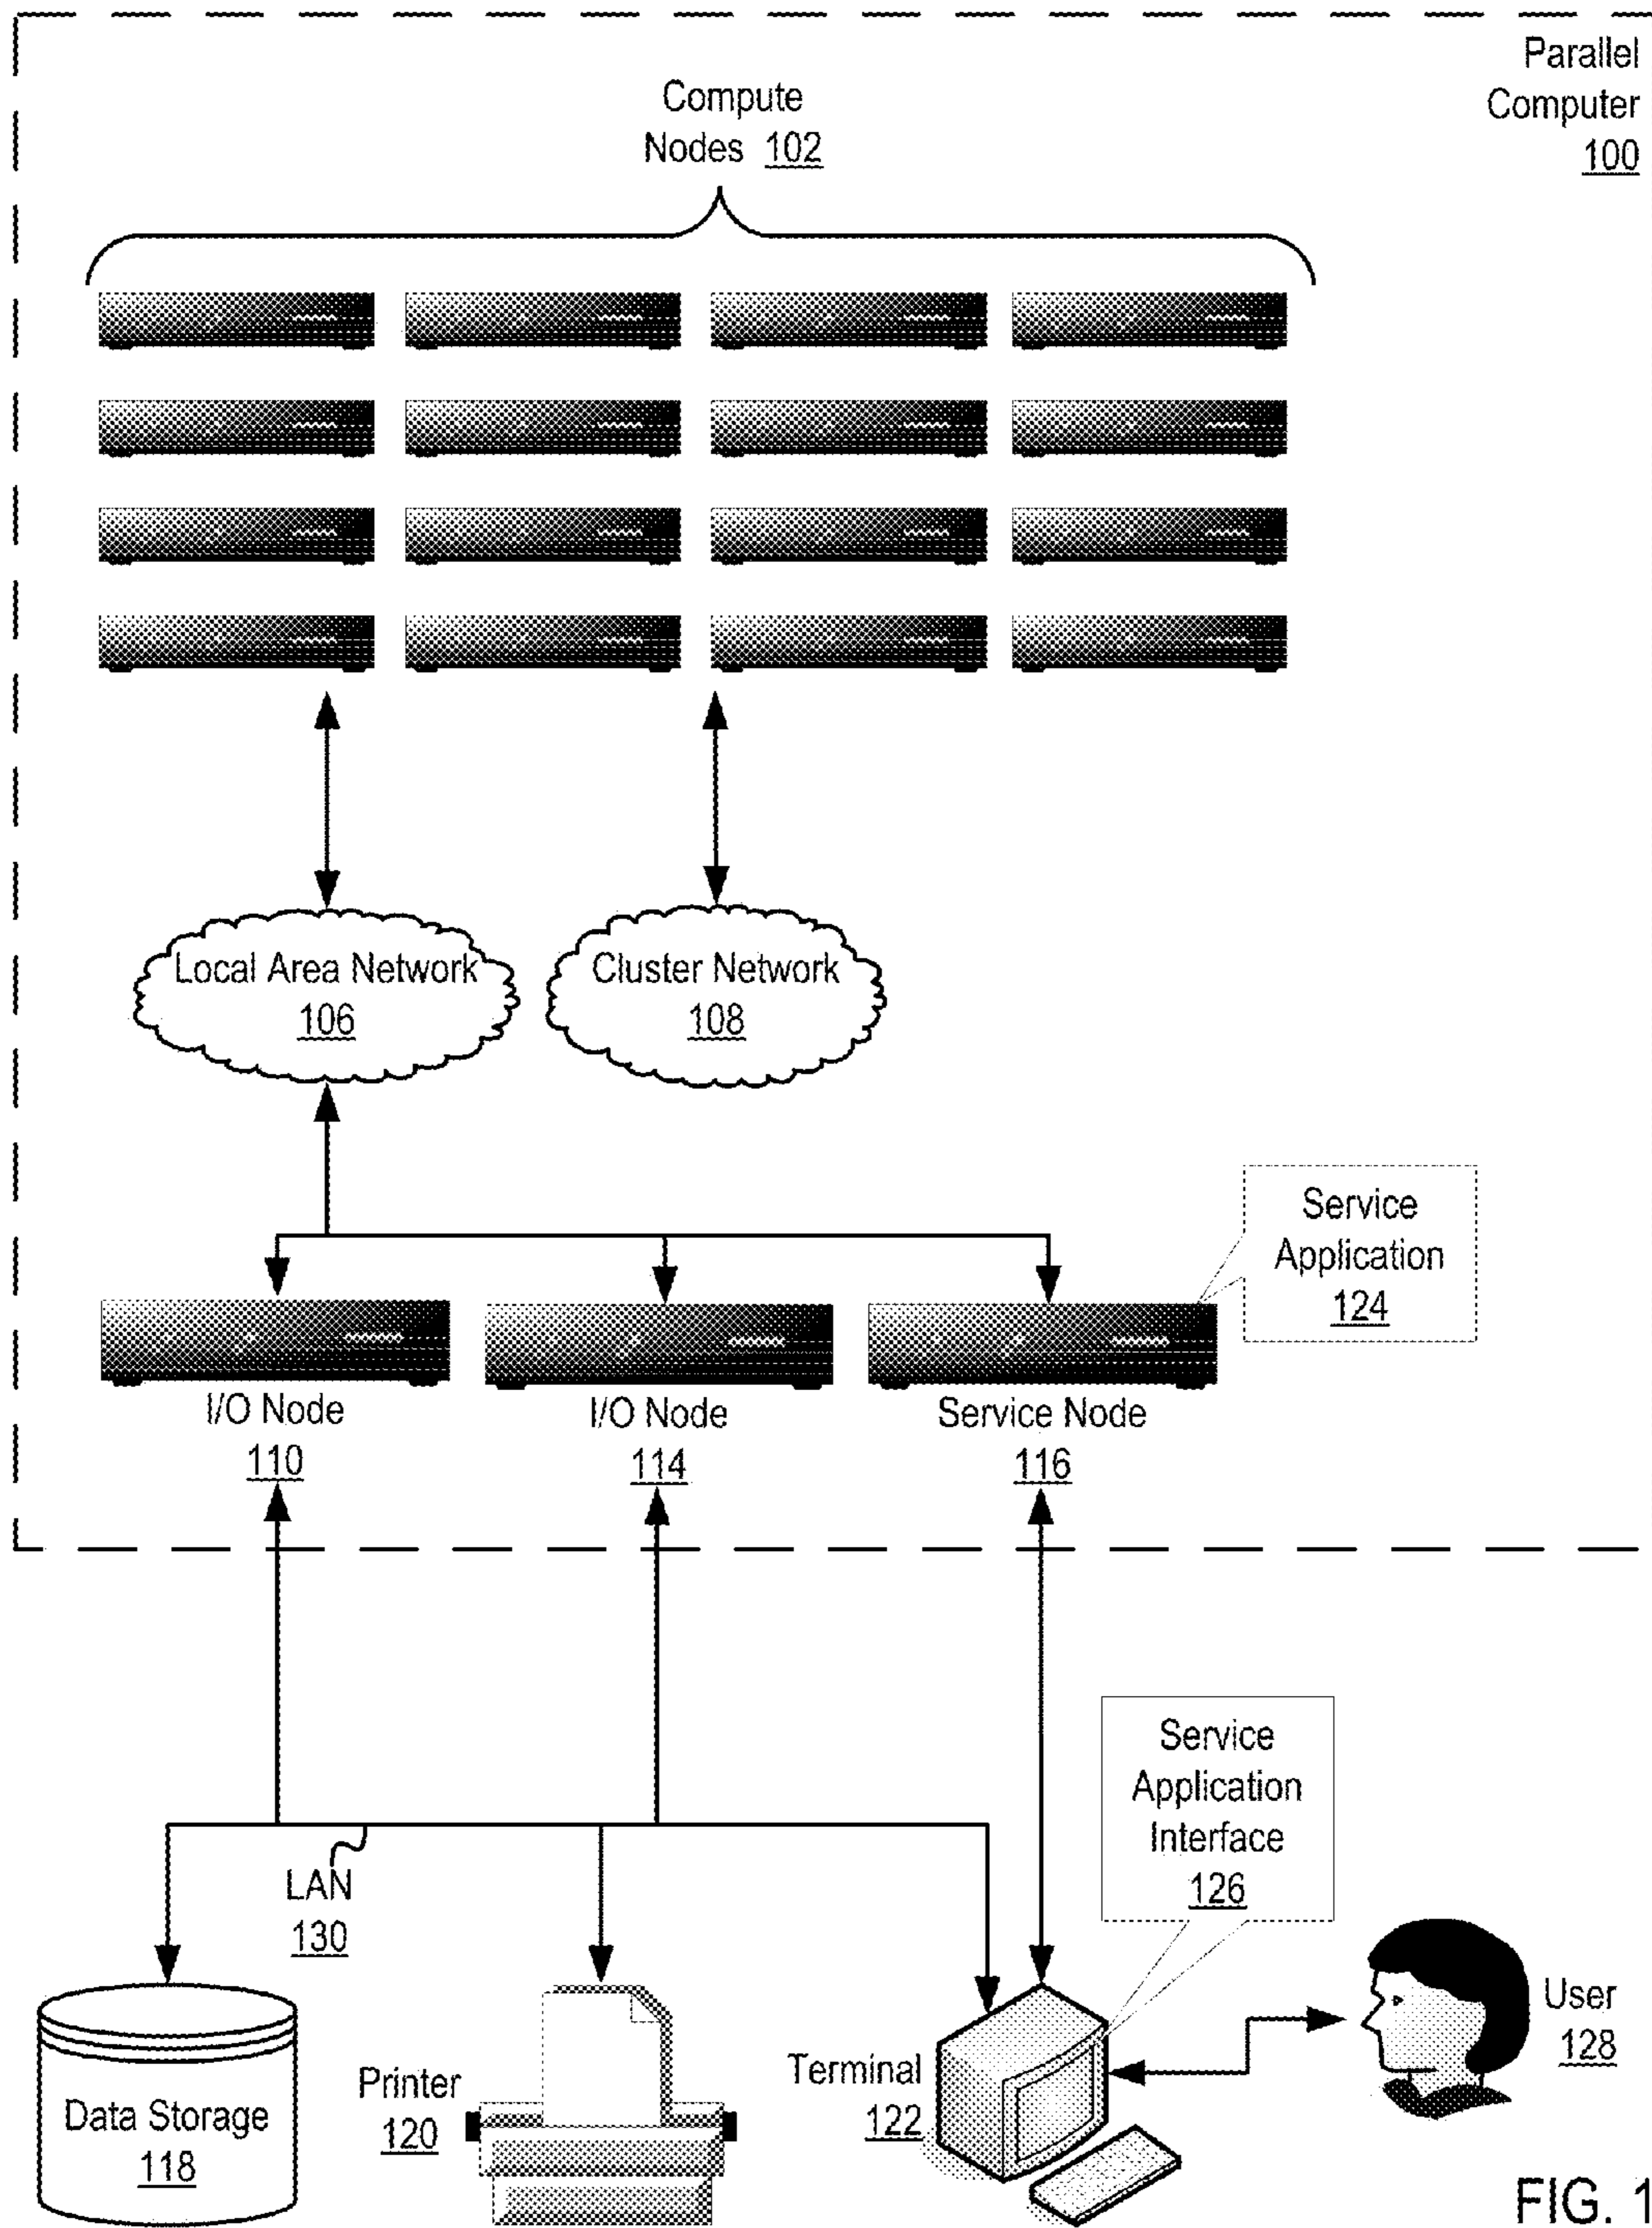 Parallel
Computer
100
Compute
Nodes 102
Local Area Network
106
Cluster Network
108
Service
Application
124
I/O Node
110
I/O Node
114
Service Node
116
Service
Application
Interface
126
LAN
130
User
128
Terminal
122
Printer
120
Data Storage
118
FIG. 1